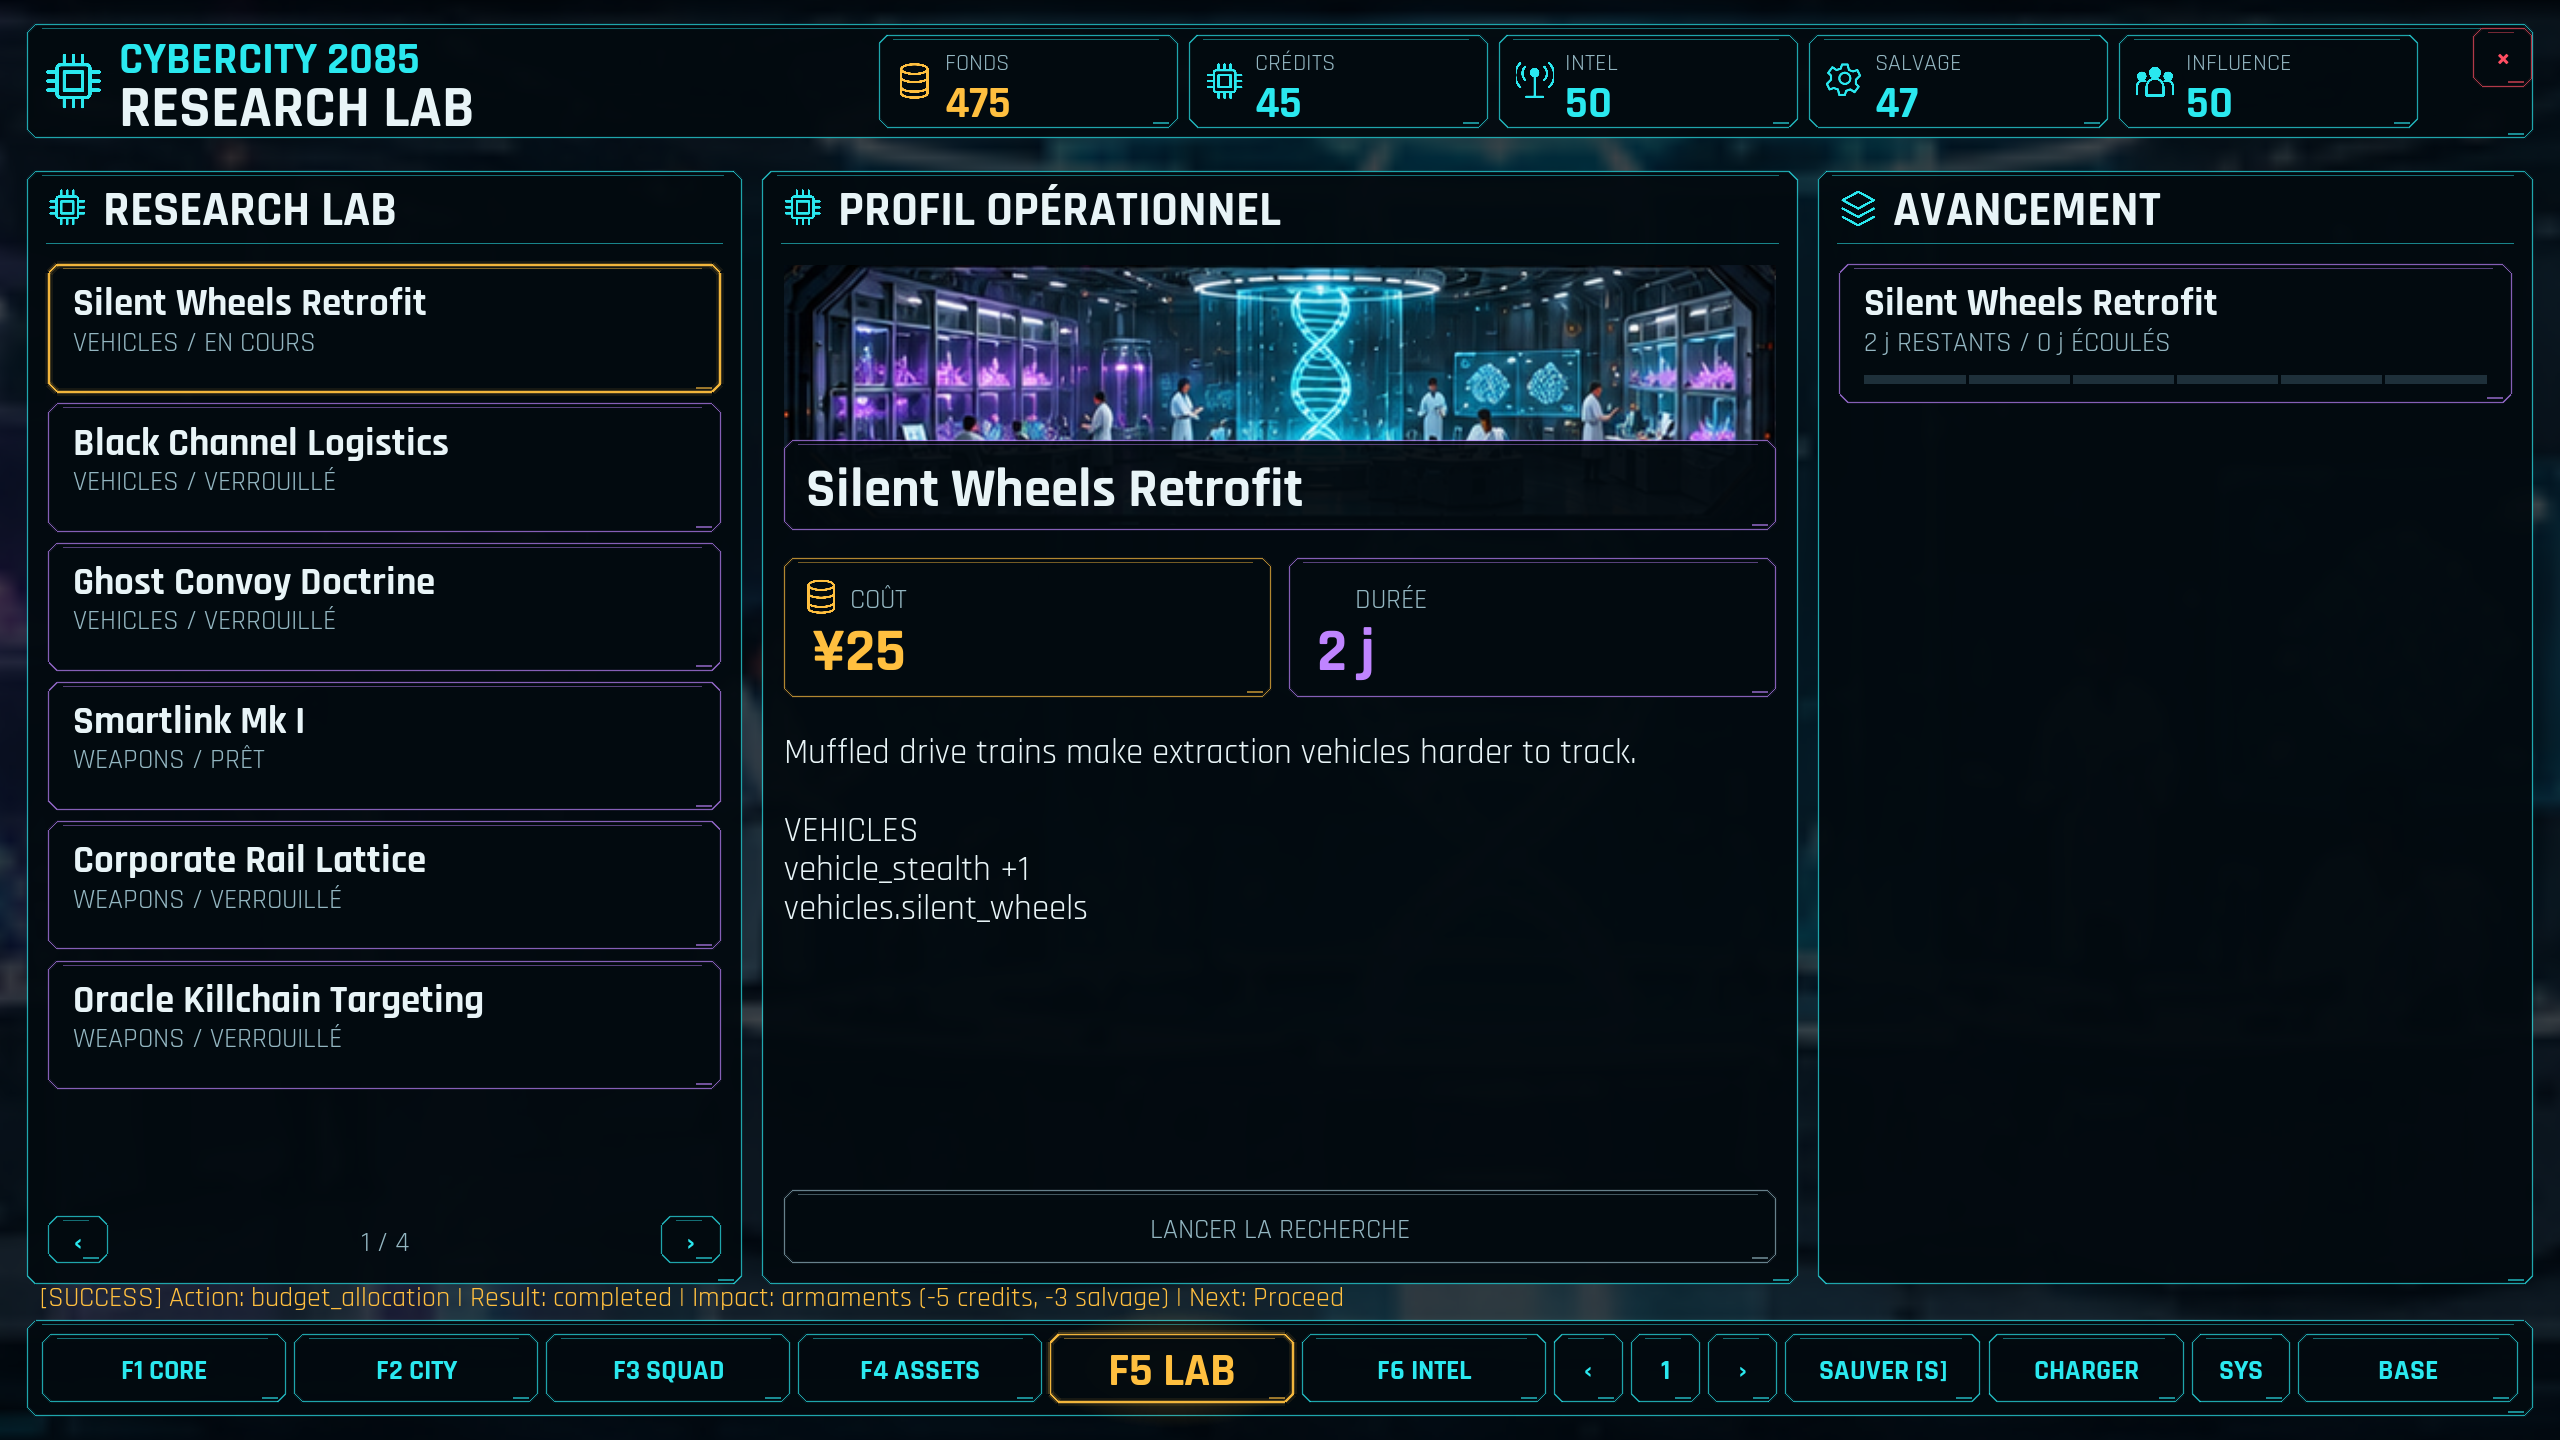 CYBERCITY 2085
RESEARCH LAB
FONDS
475
CRÉDITS
45
INTEL
50
SALVAGE
47
INFLUENCE
50
×
RESEARCH LAB
Silent Wheels Retrofit
VEHICLES / EN COURS
Black Channel Logistics
VEHICLES / VERROUILLÉ
Ghost Convoy Doctrine
VEHICLES / VERROUILLÉ
Smartlink Mk I
WEAPONS / PRÊT
Corporate Rail Lattice
WEAPONS / VERROUILLÉ
Oracle Killchain Targeting
WEAPONS / VERROUILLÉ
‹ 1 / 4 ›
PROFIL OPÉRATIONNEL
Silent Wheels Retrofit
COÛT
¥25
DURÉE
2 j
Muffled drive trains make extraction vehicles harder to track.
VEHICLES
vehicle_stealth +1
vehicles.silent_wheels
LANCER LA RECHERCHE
AVANCEMENT
Silent Wheels Retrofit
2 j RESTANTS / 0 j ÉCOULÉS
[SUCCESS] Action: budget_allocation | Result: completed | Impact: armaments (-5 credits, -3 salvage) | Next: Proceed
F1 CORE F2 CITY F3 SQUAD F4 ASSETS F5 LAB F6 INTEL ‹ 1 › SAUVER [S] CHARGER SYS BASE